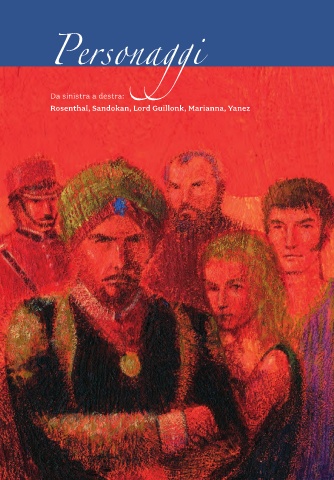 Personaggi
Da sinistra a destra:
Rosenthal, Sandokan, Lord Guillonk, Marianna, Yanez